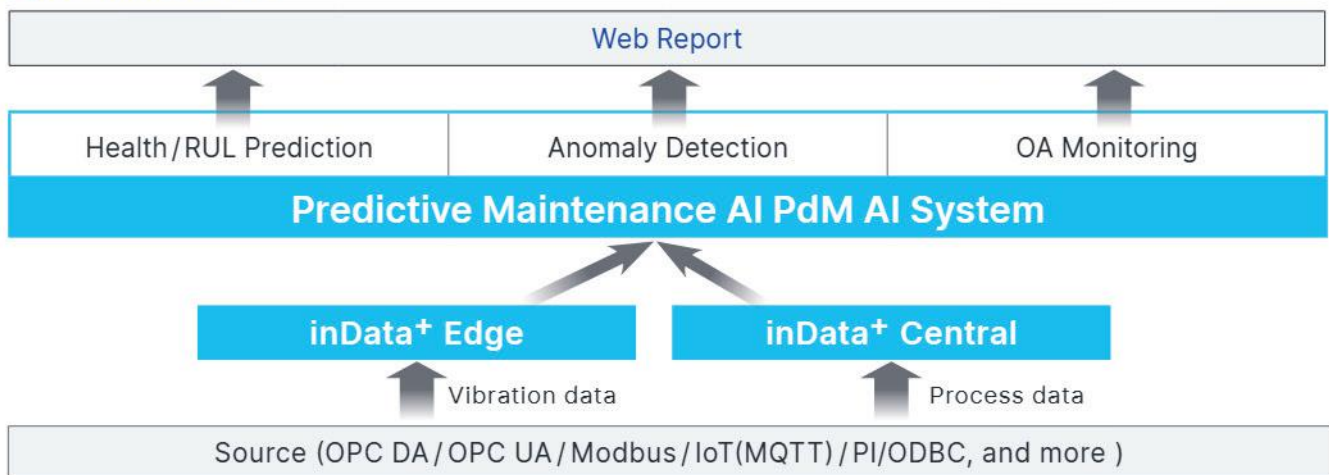 Web Report
Health/RUL Prediction
Anomaly Detection
OA Monitoring
Predictive Maintenance AI PdM AI System
inData+ Edge
inData+ Central
Vibration data
Process data
Source (OPC DA/OPC UA/Modbus/IoT(MQTT)/PI/ODBC, and more )